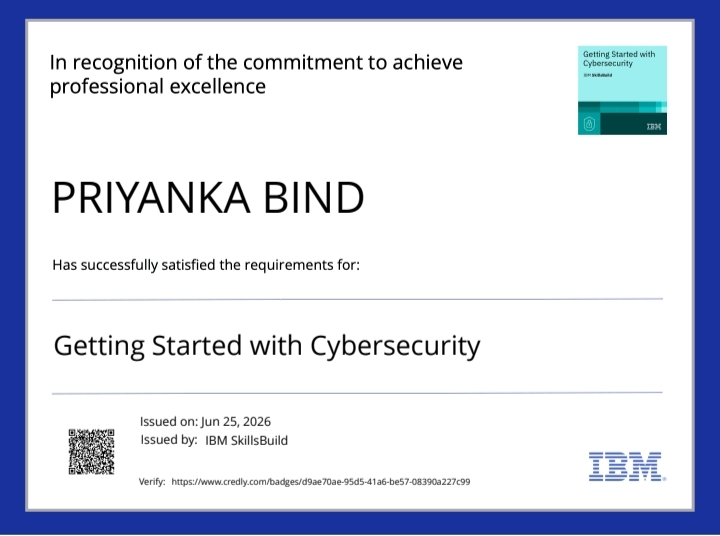 In recognition of the commitment to achieve
professional excellence
Getting Started with
Cybersecurity
IBM SkillsBuild
IBM
PRIYANKA BIND
Has successfully satisfied the requirements for:
Getting Started with Cybersecurity
Issued on: Jun 25, 2026
Issued by: IBM SkillsBuild
Verify: https://www.credly.com/badges/d9ae70ae-95d5-41a6-be57-08390a227c99
IBM